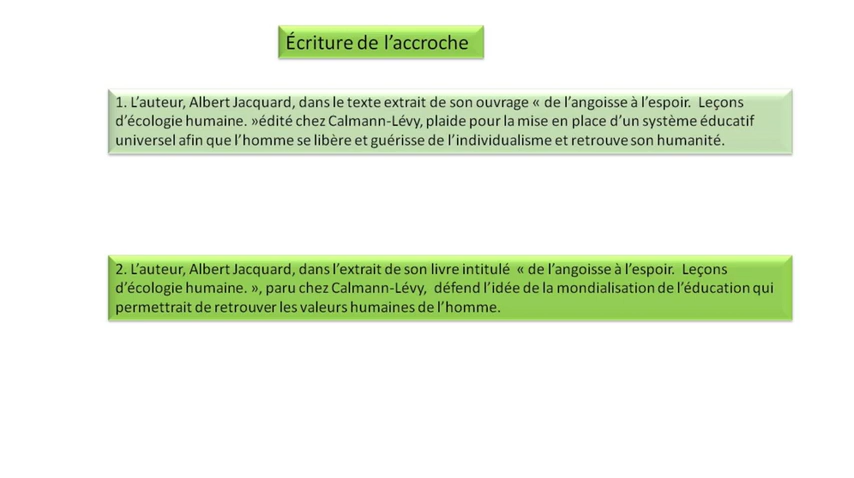 Écriture de l’accroche
1. L’auteur, Albert Jacquard, dans le texte extrait de son ouvrage « de l’angoisse à l’espoir.  Leçons
d’écologie humaine. »édité chez Calmann-Lévy, plaide pour la mise en place d’un système éducatif
universel afin que l’homme se libère et guérisse de l’individualisme et retrouve son humanité.
2. L’auteur, Albert Jacquard, dans l’extrait de son livre intitulé  « de l’angoisse à l’espoir.  Leçons
d’écologie humaine. », paru chez Calmann-Lévy,  défend l’idée de la mondialisation de l’éducation qui
permettrait de retrouver les valeurs humaines de l’homme.